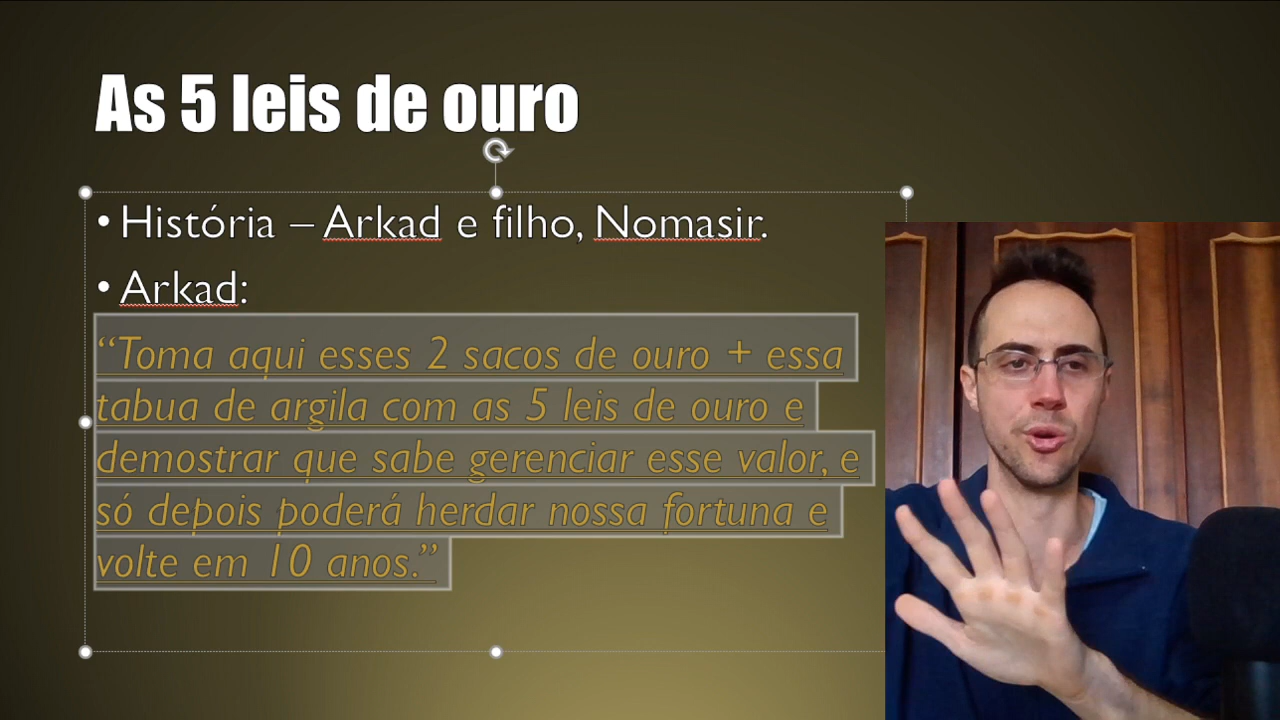 As 5 leis de ouro
• História – Arkad e filho, Nomasir.
• Arkad:
“Toma aqui esses 2 sacos de ouro + essa
tabua de argila com as 5 leis de ouro e
demostrar que sabe gerenciar esse valor, e
só depois poderá herdar nossa fortuna e
volte em 10 anos.”